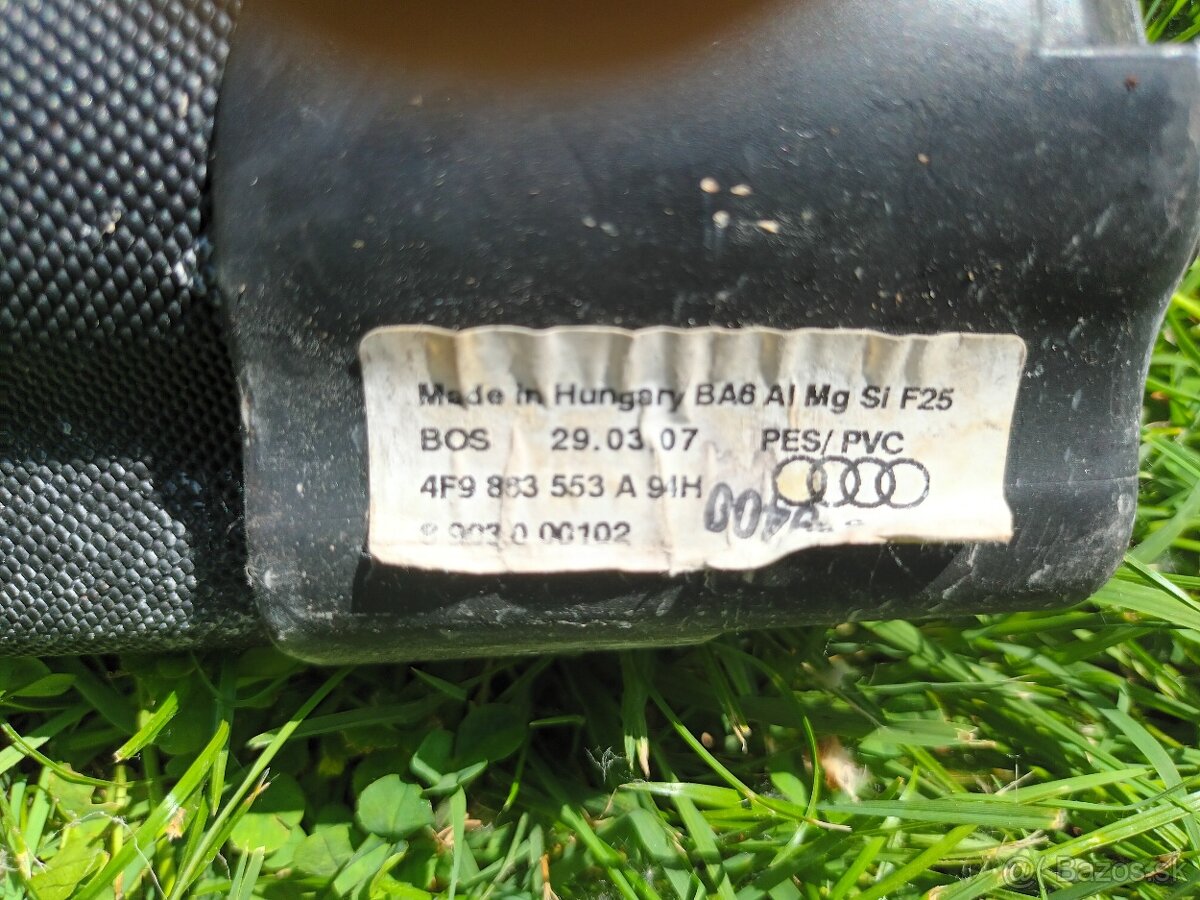 Made in Hungary BA6 Al Mg Si F25
BOS 29.03.07 PES/PVC
4F9 863 553 A 94H
00102
© Bazos.sk